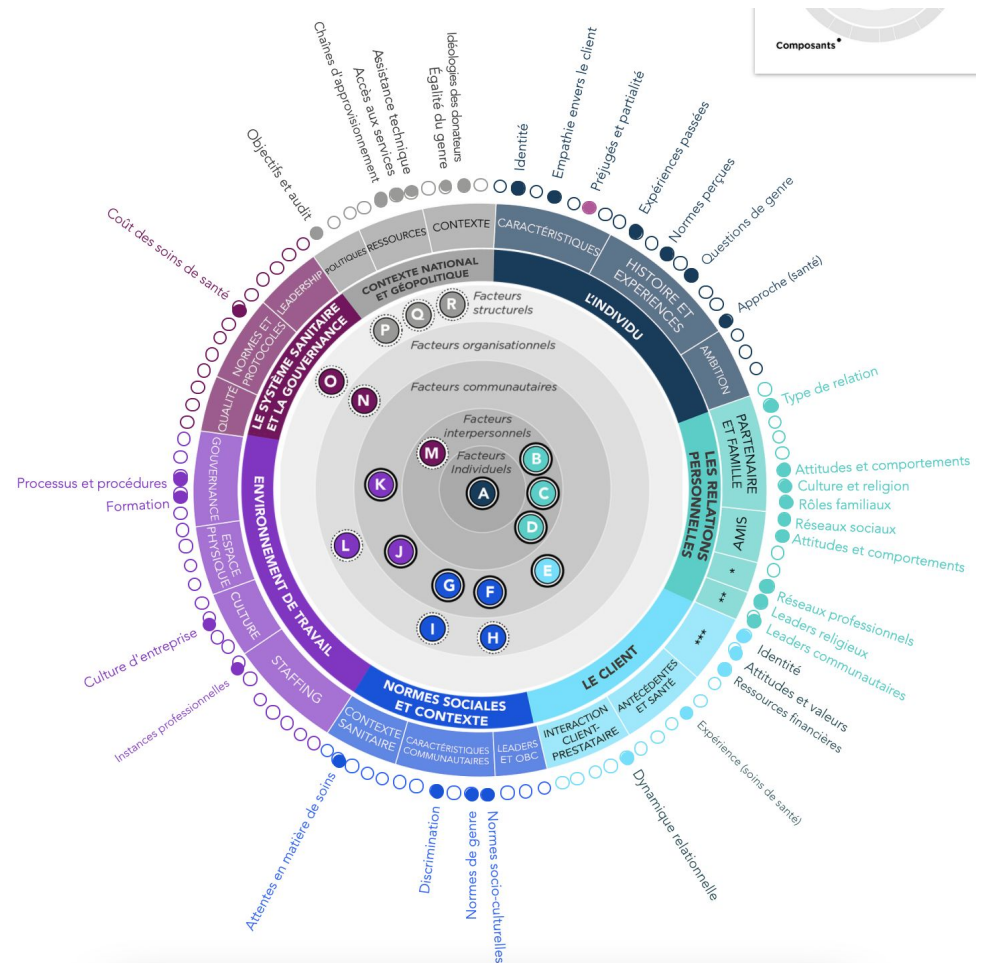 Composants
Chaînes d'approvisionnement
Accès aux services
Assistance technique
Égalité du genre
Idéologies des donateurs
Identité
Empathie envers le client
Préjugés et partialité
Expériences passées
Normes perçues
Questions de genre
Approche (santé)
Objectifs et audit
Coût des soins de santé
Processus et procédures
Formation
Culture d'entreprise
Instances professionnelles
Attentes en matière de soins
Discrimination
Normes de genre
Normes socio-culturelles
Dynamique relationnelle
Expérience (soins de santé)
Ressources financières
Attitudes et valeurs
Identité
Leaders communautaires
Leaders religieux
Réseaux professionnels
Attitudes et comportements
Réseaux sociaux
Rôles familiaux
Culture et religion
Attitudes et comportements
Type de relation
POLITIQUES
RESSOURCES
CONTEXTE
CARACTÉRISTIQUES
HISTOIRE ET
EXPERIENCES
AMBITION
PARTENAIRE
ET FAMILLE
AMIS
*
**
***
ANTÉCÉDENTES
ET SANTÉ
INTERACTION
CLIENT-
PRESTATAIRE
LEADERS
ET OBC
CARACTÉRISTIQUES
COMMUNAUTAIRES
CONTEXTE
SANITAIRE
STAFFING
CULTURE
ESPACE
PHYSIQUE
GOUVERNANCE
QUALITÉ
NORMES ET
PROTOCOLES
LEADERSHIP
CONTEXTE NATIONAL
ET GÉOPOLITIQUE
L'INDIVIDU
LES RELATIONS
PERSONNELLES
LE CLIENT
NORMES SOCIALES
ET CONTEXTE
ENVIRONNEMENT DE TRAVAIL
LE SYSTÈME SANITAIRE
ET LA GOUVERNANCE
Facteurs
structurels
Facteurs organisationnels
Facteurs communautaires
Facteurs
interpersonnels
Facteurs
Individuels
R
Q
P
O
N
M
B
K
A
C
D
L
J
E
G
F
I
H